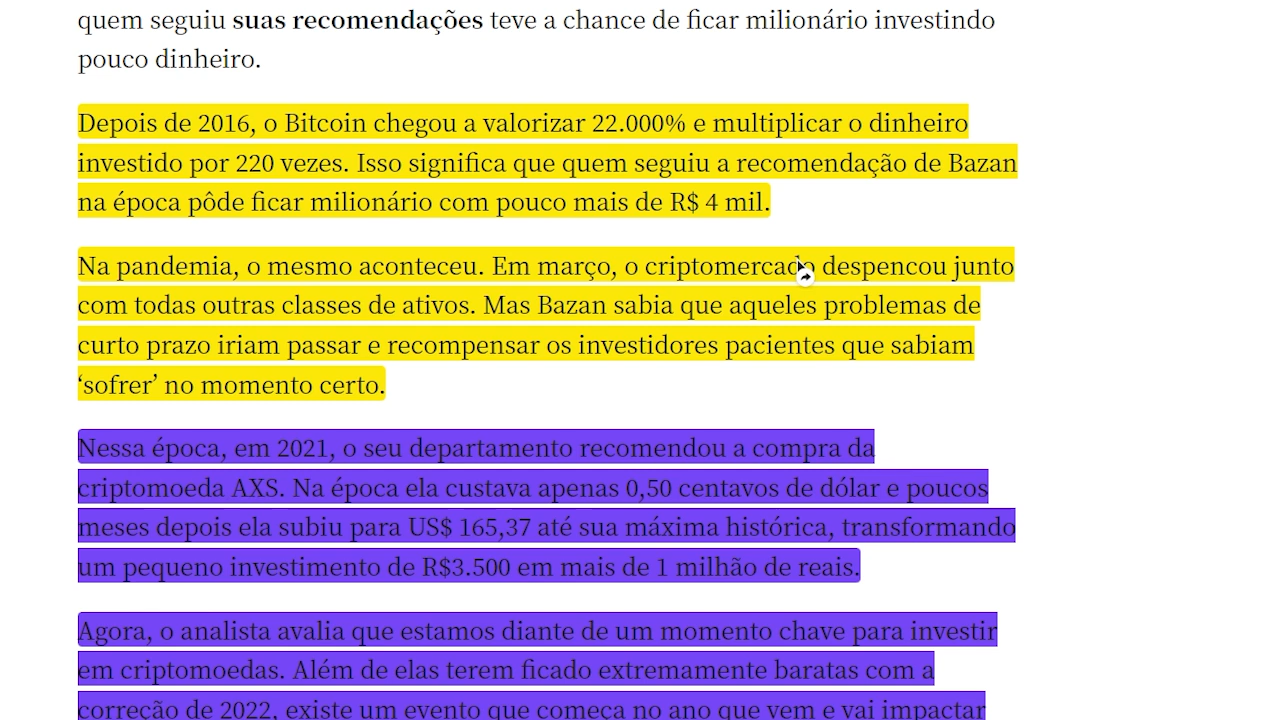 quem seguiu suas recomendações teve a chance de ficar milionário investindo
pouco dinheiro.
Depois de 2016, o Bitcoin chegou a valorizar 22.000% e multiplicar o dinheiro
investido por 220 vezes. Isso significa que quem seguiu a recomendação de Bazan
na época pôde ficar milionário com pouco mais de R$ 4 mil.
Na pandemia, o mesmo aconteceu. Em março, o criptomercado despencou junto
com todas outras classes de ativos. Mas Bazan sabia que aqueles problemas de
curto prazo iriam passar e recompensar os investidores pacientes que sabiam
‘sofrer’ no momento certo.
Nessa época, em 2021, o seu departamento recomendou a compra da
criptomoeda AXS. Na época ela custava apenas 0,50 centavos de dólar e poucos
meses depois ela subiu para US$ 165,37 até sua máxima histórica, transformando
um pequeno investimento de R$3.500 em mais de 1 milhão de reais.
Agora, o analista avalia que estamos diante de um momento chave para investir
em criptomoedas. Além de elas terem ficado extremamente baratas com a
correção de 2022, existe um evento que começa no ano que vem e vai impactar